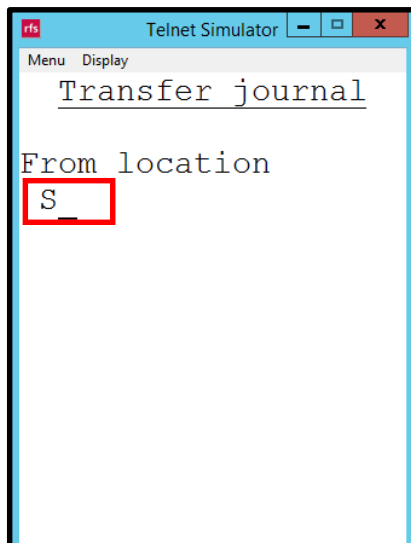 rfs
Telnet Simulator
Menu Display
Transfer journal
From location
S_